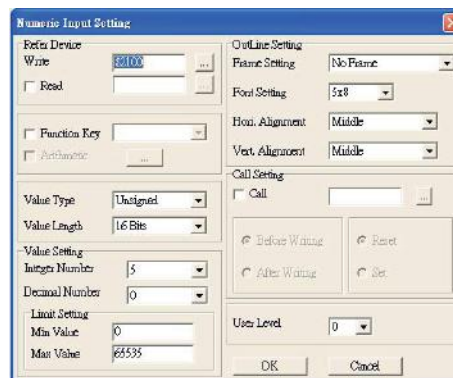 Numeric Input Setting
Refer Device
Write $2100 ...
Read ...
Function Key
Arithmetic ...
Value Type Unsigned
Value Length 16 Bits
Value Setting
Integer Number 5
Decimal Number 0
Limit Setting
Min Value 0
Max Value 65535
OutLine Setting
Frame Setting No Frame
Font Setting 5x8
Hori. Alignment Middle
Vert. Alignment Middle
Call Setting
Call ...
Before Writing Reset
After Writing Set
User Level 0
OK Cancel